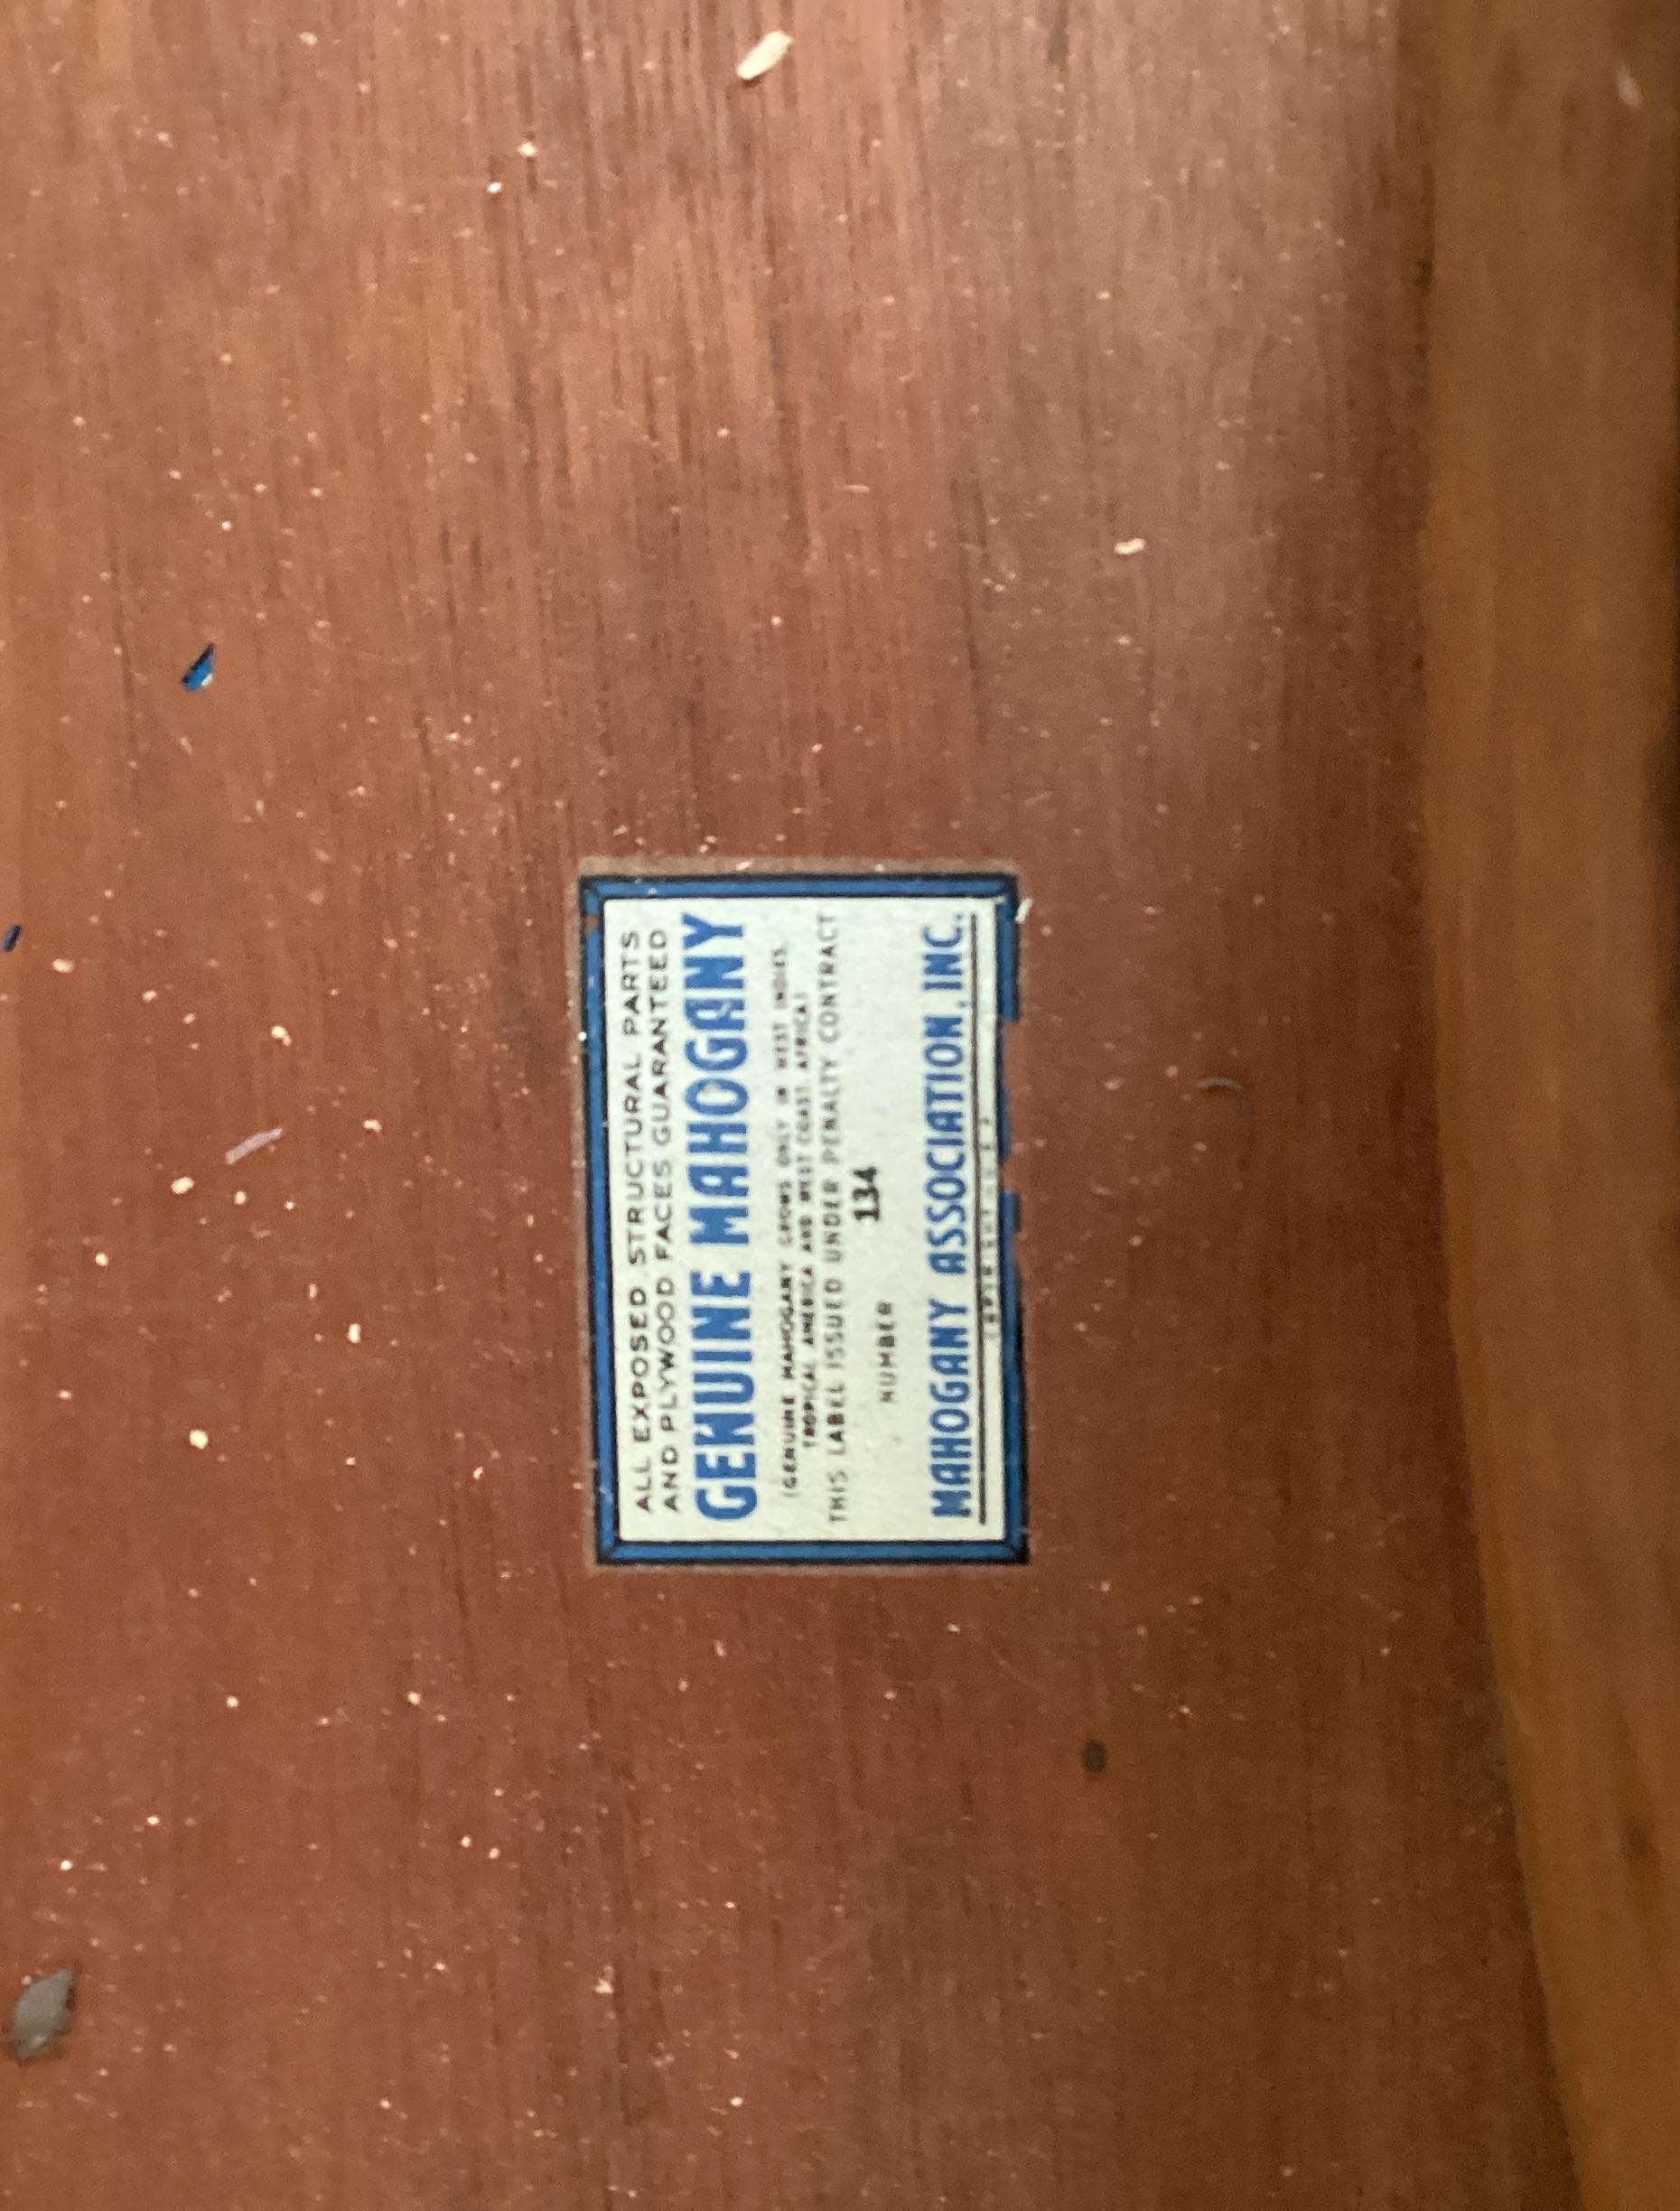 ALL EXPOSED STRUCTURAL PARTS
AND PLYWOOD FACES GUARANTEED
GENUINE MAHOGANY
(GENUINE MAHOGANY GROWS ONLY IN WEST INDIES,
TROPICAL AMERICA AND WEST COAST AFRICA)
THIS LABEL ISSUED UNDER PENALTY CONTRACT
NUMBER 134
MAHOGANY ASSOCIATION, INC.